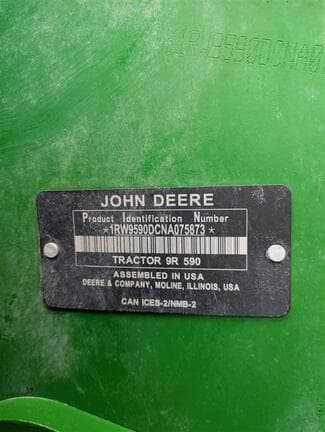 1RW9590DCNA0
JOHN DEERE
Product Identification Number
*1RW9590DCNA075873*
TRACTOR 9R 590
ASSEMBLED IN USA
DEERE & COMPANY, MOLINE, ILLINOIS, USA
CAN ICES-2/NMB-2